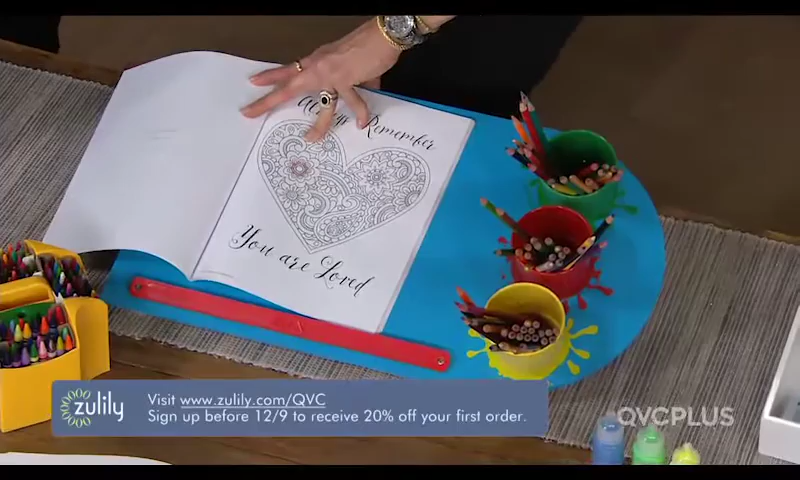 Always Remember
You are Loved
zulily
Visit www.zulily.com/QVC
Sign up before 12/9 to receive 20% off your first order.
QVCPLUS